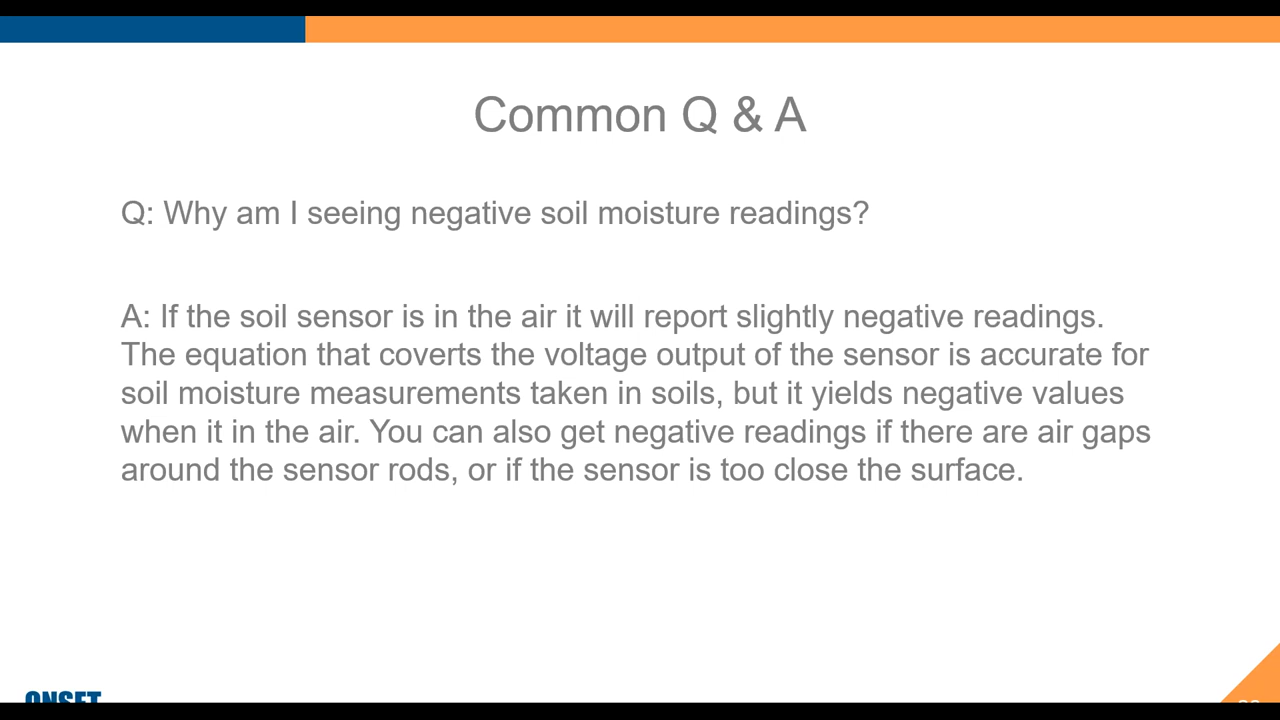 Common Q & A
Q: Why am I seeing negative soil moisture readings?
A: If the soil sensor is in the air it will report slightly negative readings.
The equation that coverts the voltage output of the sensor is accurate for
soil moisture measurements taken in soils, but it yields negative values
when it in the air. You can also get negative readings if there are air gaps
around the sensor rods, or if the sensor is too close the surface.
ONSET